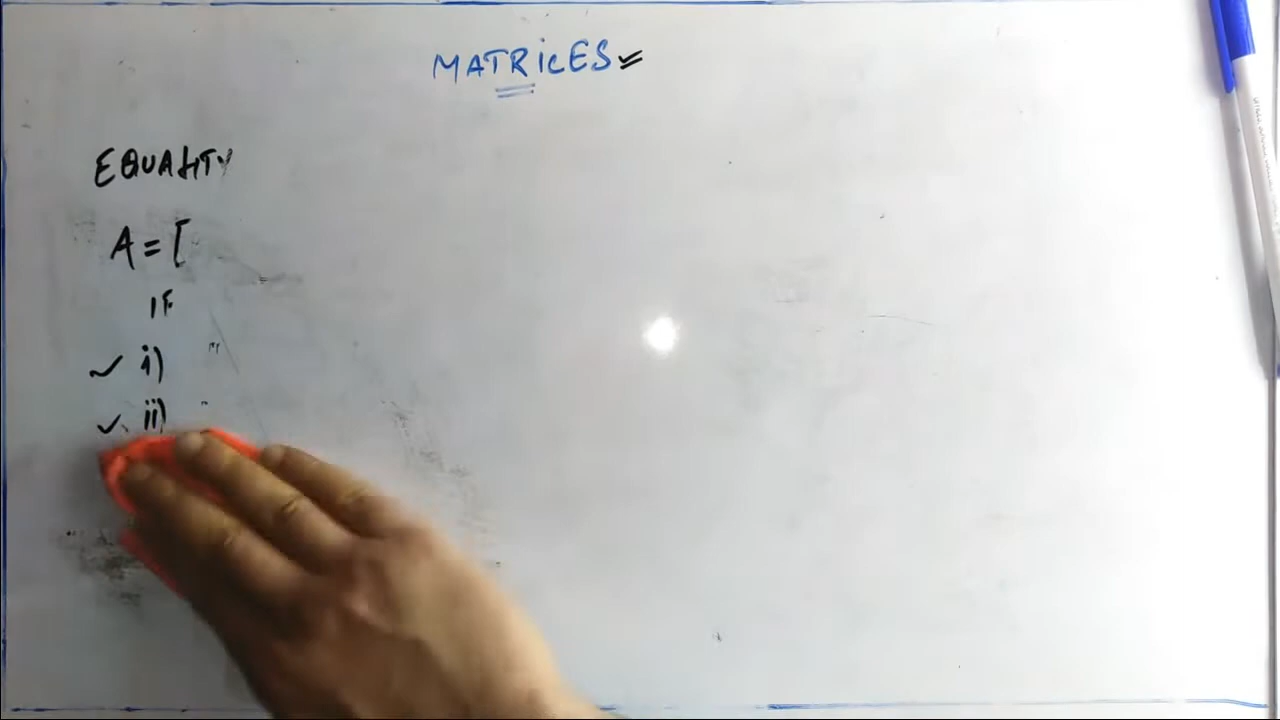 MATRiCES
EQUALITY
A = [
IF
✓ i) "
✓ ii) "